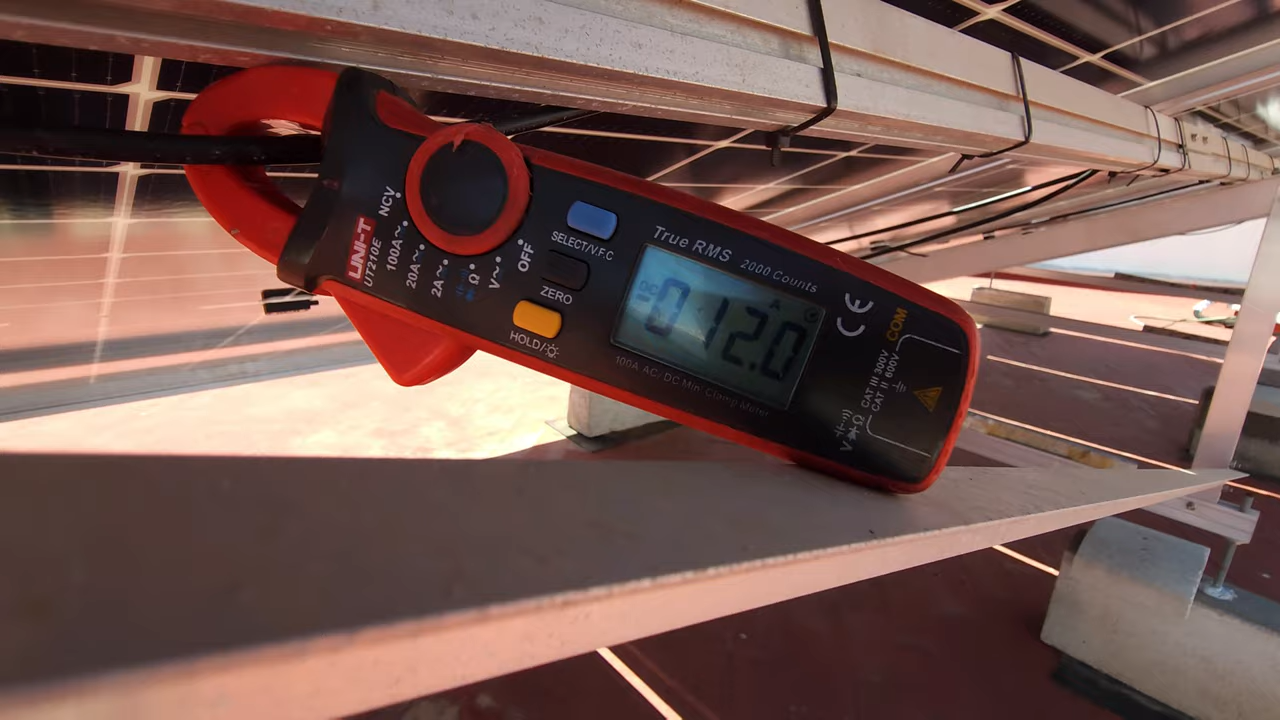 UNI-T
UT210E
NCV
100A~
20A~
2A~
Ω
V~
OFF
SELECT/V.F.C
ZERO
HOLD/
True RMS 2000 Counts
DC
A
-012.0
100A AC/DC Mini Clamp Meter
CE
COM
CAT III 300V
CAT II 600V
VΩ